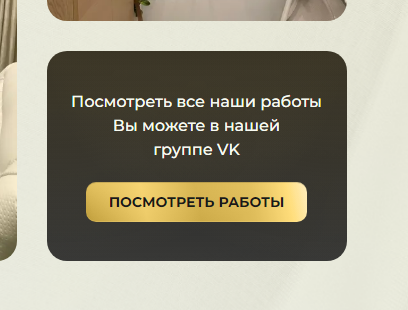 Посмотреть все наши работы
Вы можете в нашей
группе VK
ПОСМОТРЕТЬ РАБОТЫ